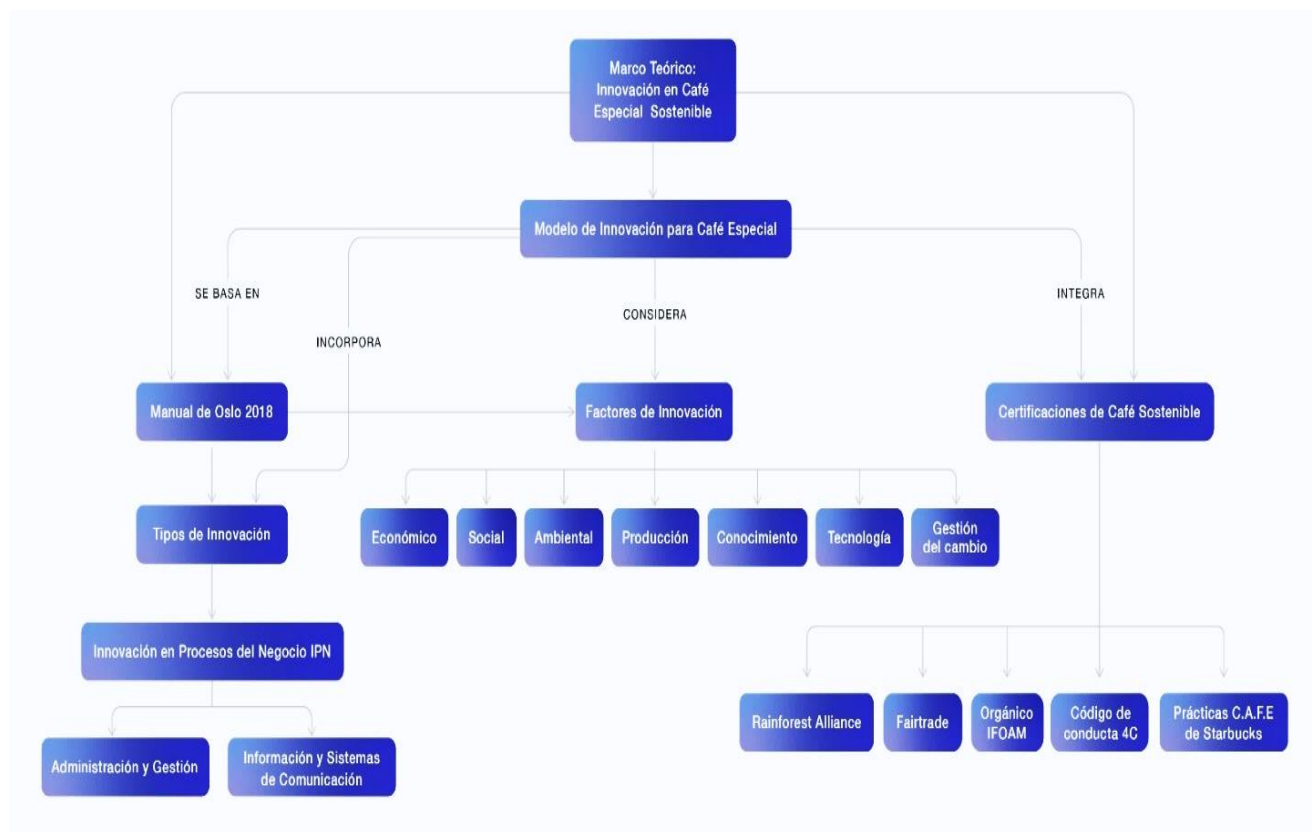 Marco Teórico:
Innovación en Café
Especial Sostenible
Modelo de Innovación para Café Especial
SE BASA EN
INCORPORA
CONSIDERA
INTEGRA
Manual de Oslo 2018
Factores de Innovación
Certificaciones de Café Sostenible
Tipos de Innovación
Económico
Social
Ambiental
Producción
Conocimiento
Tecnología
Gestión
del cambio
Innovación en Procesos del Negocio IPN
Administración y Gestión
Información y Sistemas
de Comunicación
Rainforest Alliance
Fairtrade
Orgánico
IFOAM
Código de
conducta 4C
Prácticas C.A.F.E
de Starbucks